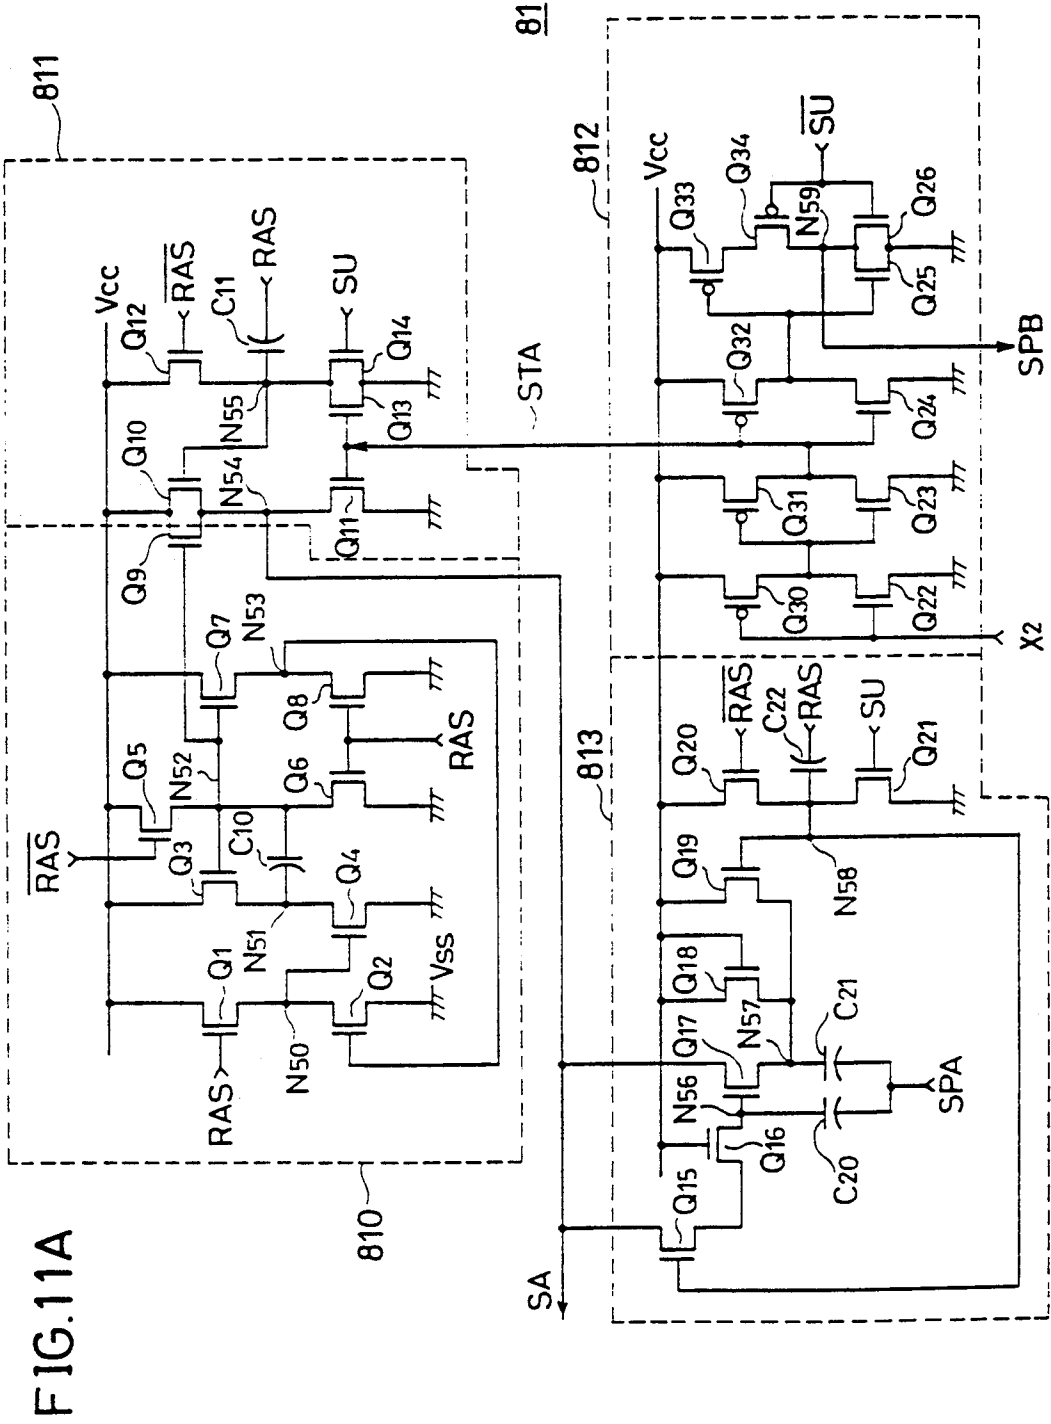 FIG.11A
810
811
81
R̅A̅S̅
Vcc
Q5
Q12
R̅A̅S̅
Q3
N52
Q7
Q9
Q10
C11
RAS
Q1
RAS
N50
N51
C10
Q6
Q8
N53
N54
N55
Q11
Q13
Q14
SU
Q2
Q4
Vss
RAS
STA
SA
813
812
Q15
Q16
N56
Q17
N57
Q18
Q19
Q20
R̅A̅S̅
C22
RAS
SU
Q21
N58
C20
C21
SPA
Vcc
Q30
Q31
Q32
Q33
Q34
N59
S̅U̅
Q22
Q23
Q24
Q25
Q26
X2
SPB